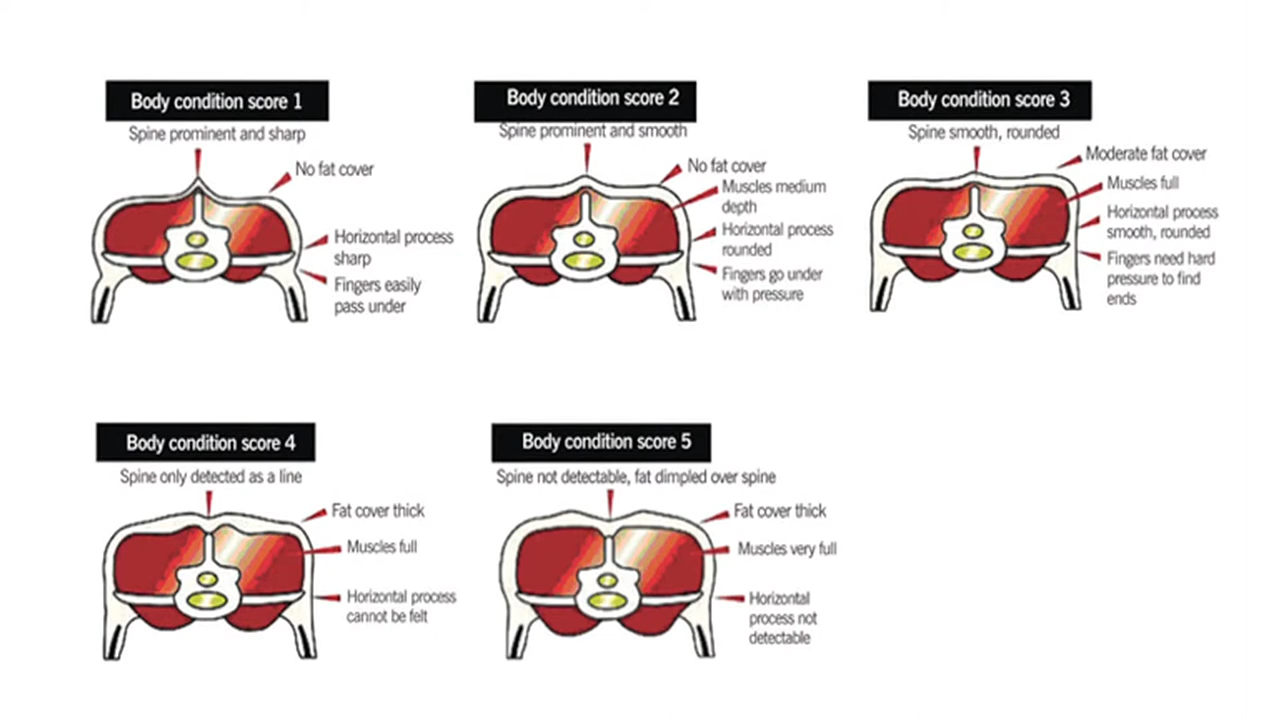 Body condition score 1
Spine prominent and sharp
No fat cover
Horizontal process
sharp
Fingers easily
pass under
Body condition score 2
Spine prominent and smooth
No fat cover
Muscles medium
depth
Horizontal process
rounded
Fingers go under
with pressure
Body condition score 3
Spine smooth, rounded
Moderate fat cover
Muscles full
Horizontal process
smooth, rounded
Fingers need hard
pressure to find
ends
Body condition score 4
Spine only detected as a line
Fat cover thick
Muscles full
Horizontal process
cannot be felt
Body condition score 5
Spine not detectable, fat dimpled over spine
Fat cover thick
Muscles very full
Horizontal
process not
detectable